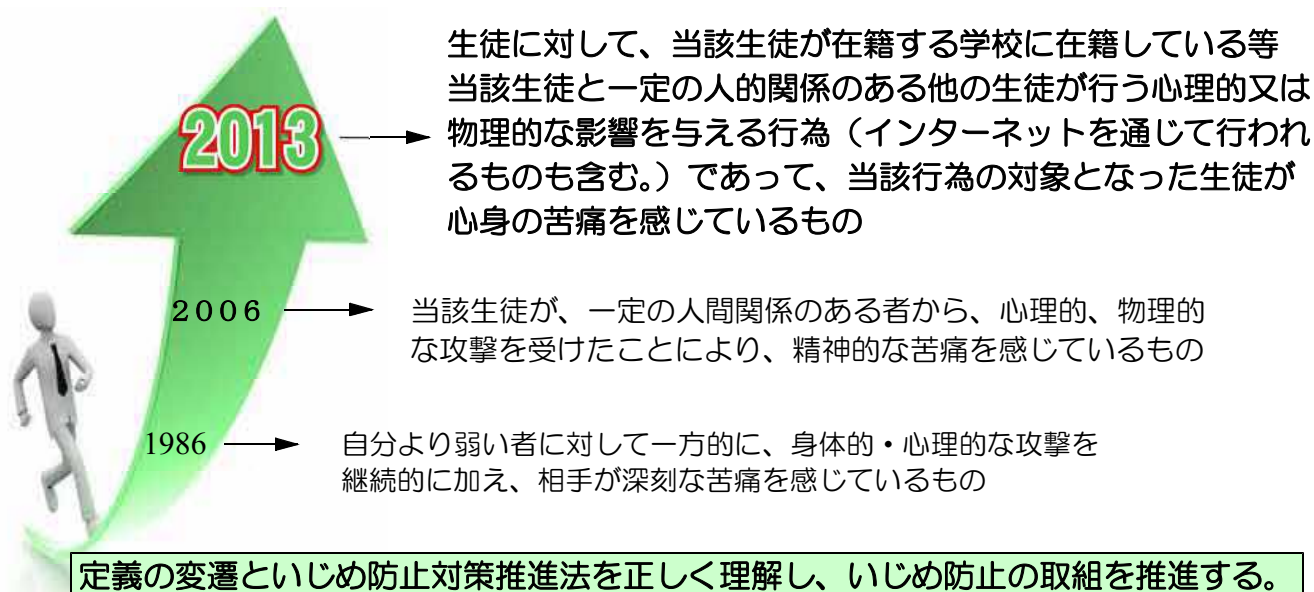 生徒に対して、当該生徒が在籍する学校に在籍している等
当該生徒と一定の人的関係のある他の生徒が行う心理的又は
2013
物理的な影響を与える行為（インターネットを通じて行われ
るものも含む。）であって、当該行為の対象となった生徒が
心身の苦痛を感じているもの
２００６
当該生徒が、一定の人間関係のある者から、心理的、物理的
な攻撃を受けたことにより、精神的な苦痛を感じているもの
1986
自分より弱い者に対して一方的に、身体的・心理的な攻撃を
継続的に加え、相手が深刻な苦痛を感じているもの
定義の変遷といじめ防止対策推進法を正しく理解し、いじめ防止の取組を推進する。